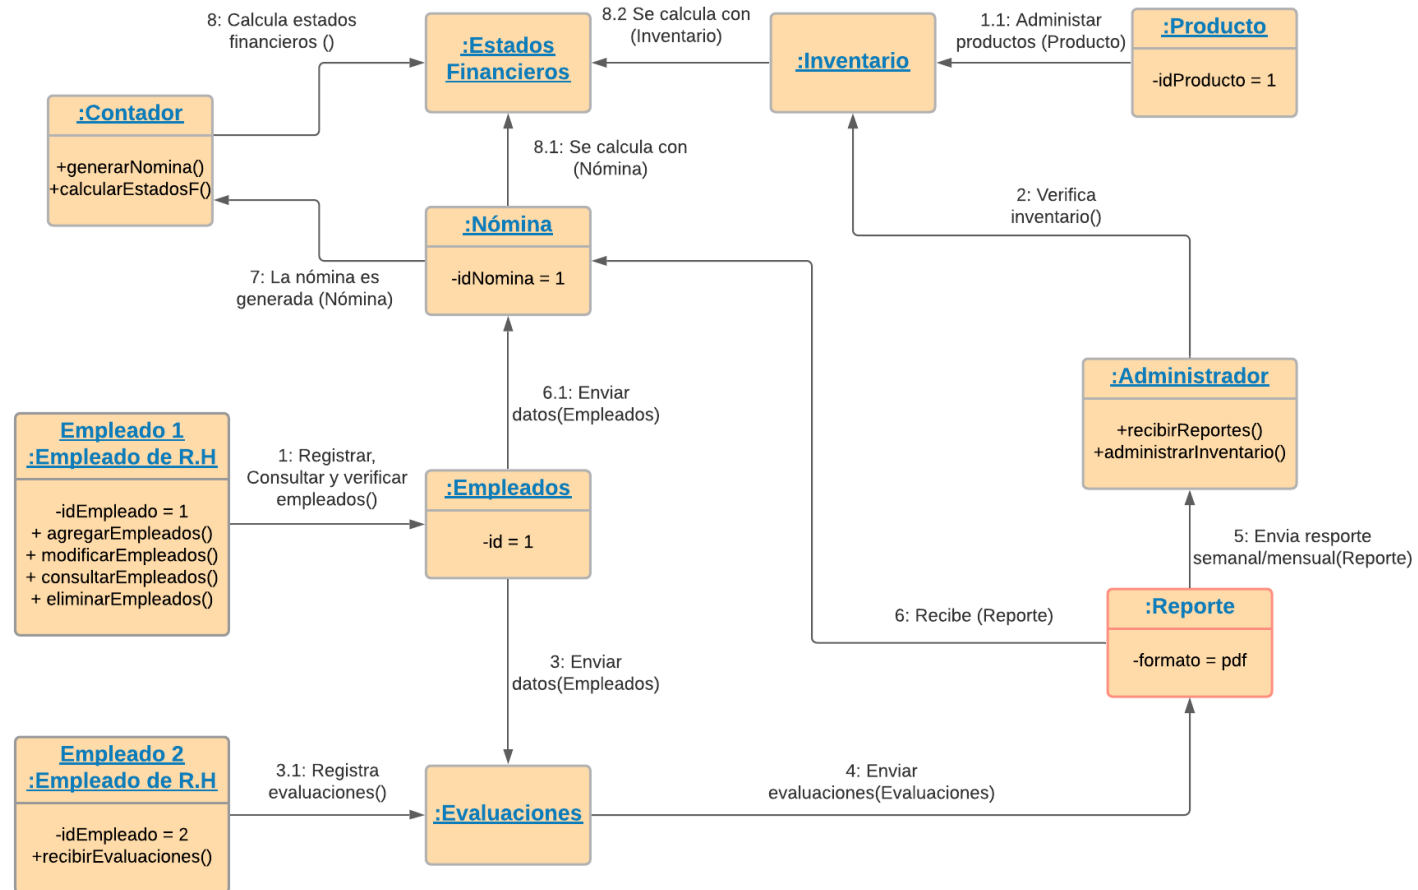 8: Calcula estados
financieros ()
:Estados
Financieros
8.2 Se calcula con
(Inventario)
:Inventario
1.1: Administar
productos (Producto)
:Producto
-idProducto = 1
:Contador
+generarNomina()
+calcularEstadosF()
8.1: Se calcula con
(Nómina)
2: Verifica
inventario()
:Nómina
-idNomina = 1
7: La nómina es
generada (Nómina)
:Administrador
+recibirReportes()
+administrarInventario()
6.1: Enviar
datos(Empleados)
Empleado 1
:Empleado de R.H
-idEmpleado = 1
+ agregarEmpleados()
+ modificarEmpleados()
+ consultarEmpleados()
+ eliminarEmpleados()
1: Registrar,
Consultar y verificar
empleados()
:Empleados
-id = 1
5: Envia resporte
semanal/mensual(Reporte)
6: Recibe (Reporte)
:Reporte
-formato = pdf
3: Enviar
datos(Empleados)
Empleado 2
:Empleado de R.H
-idEmpleado = 2
+recibirEvaluaciones()
3.1: Registra
evaluaciones()
:Evaluaciones
4: Enviar
evaluaciones(Evaluaciones)